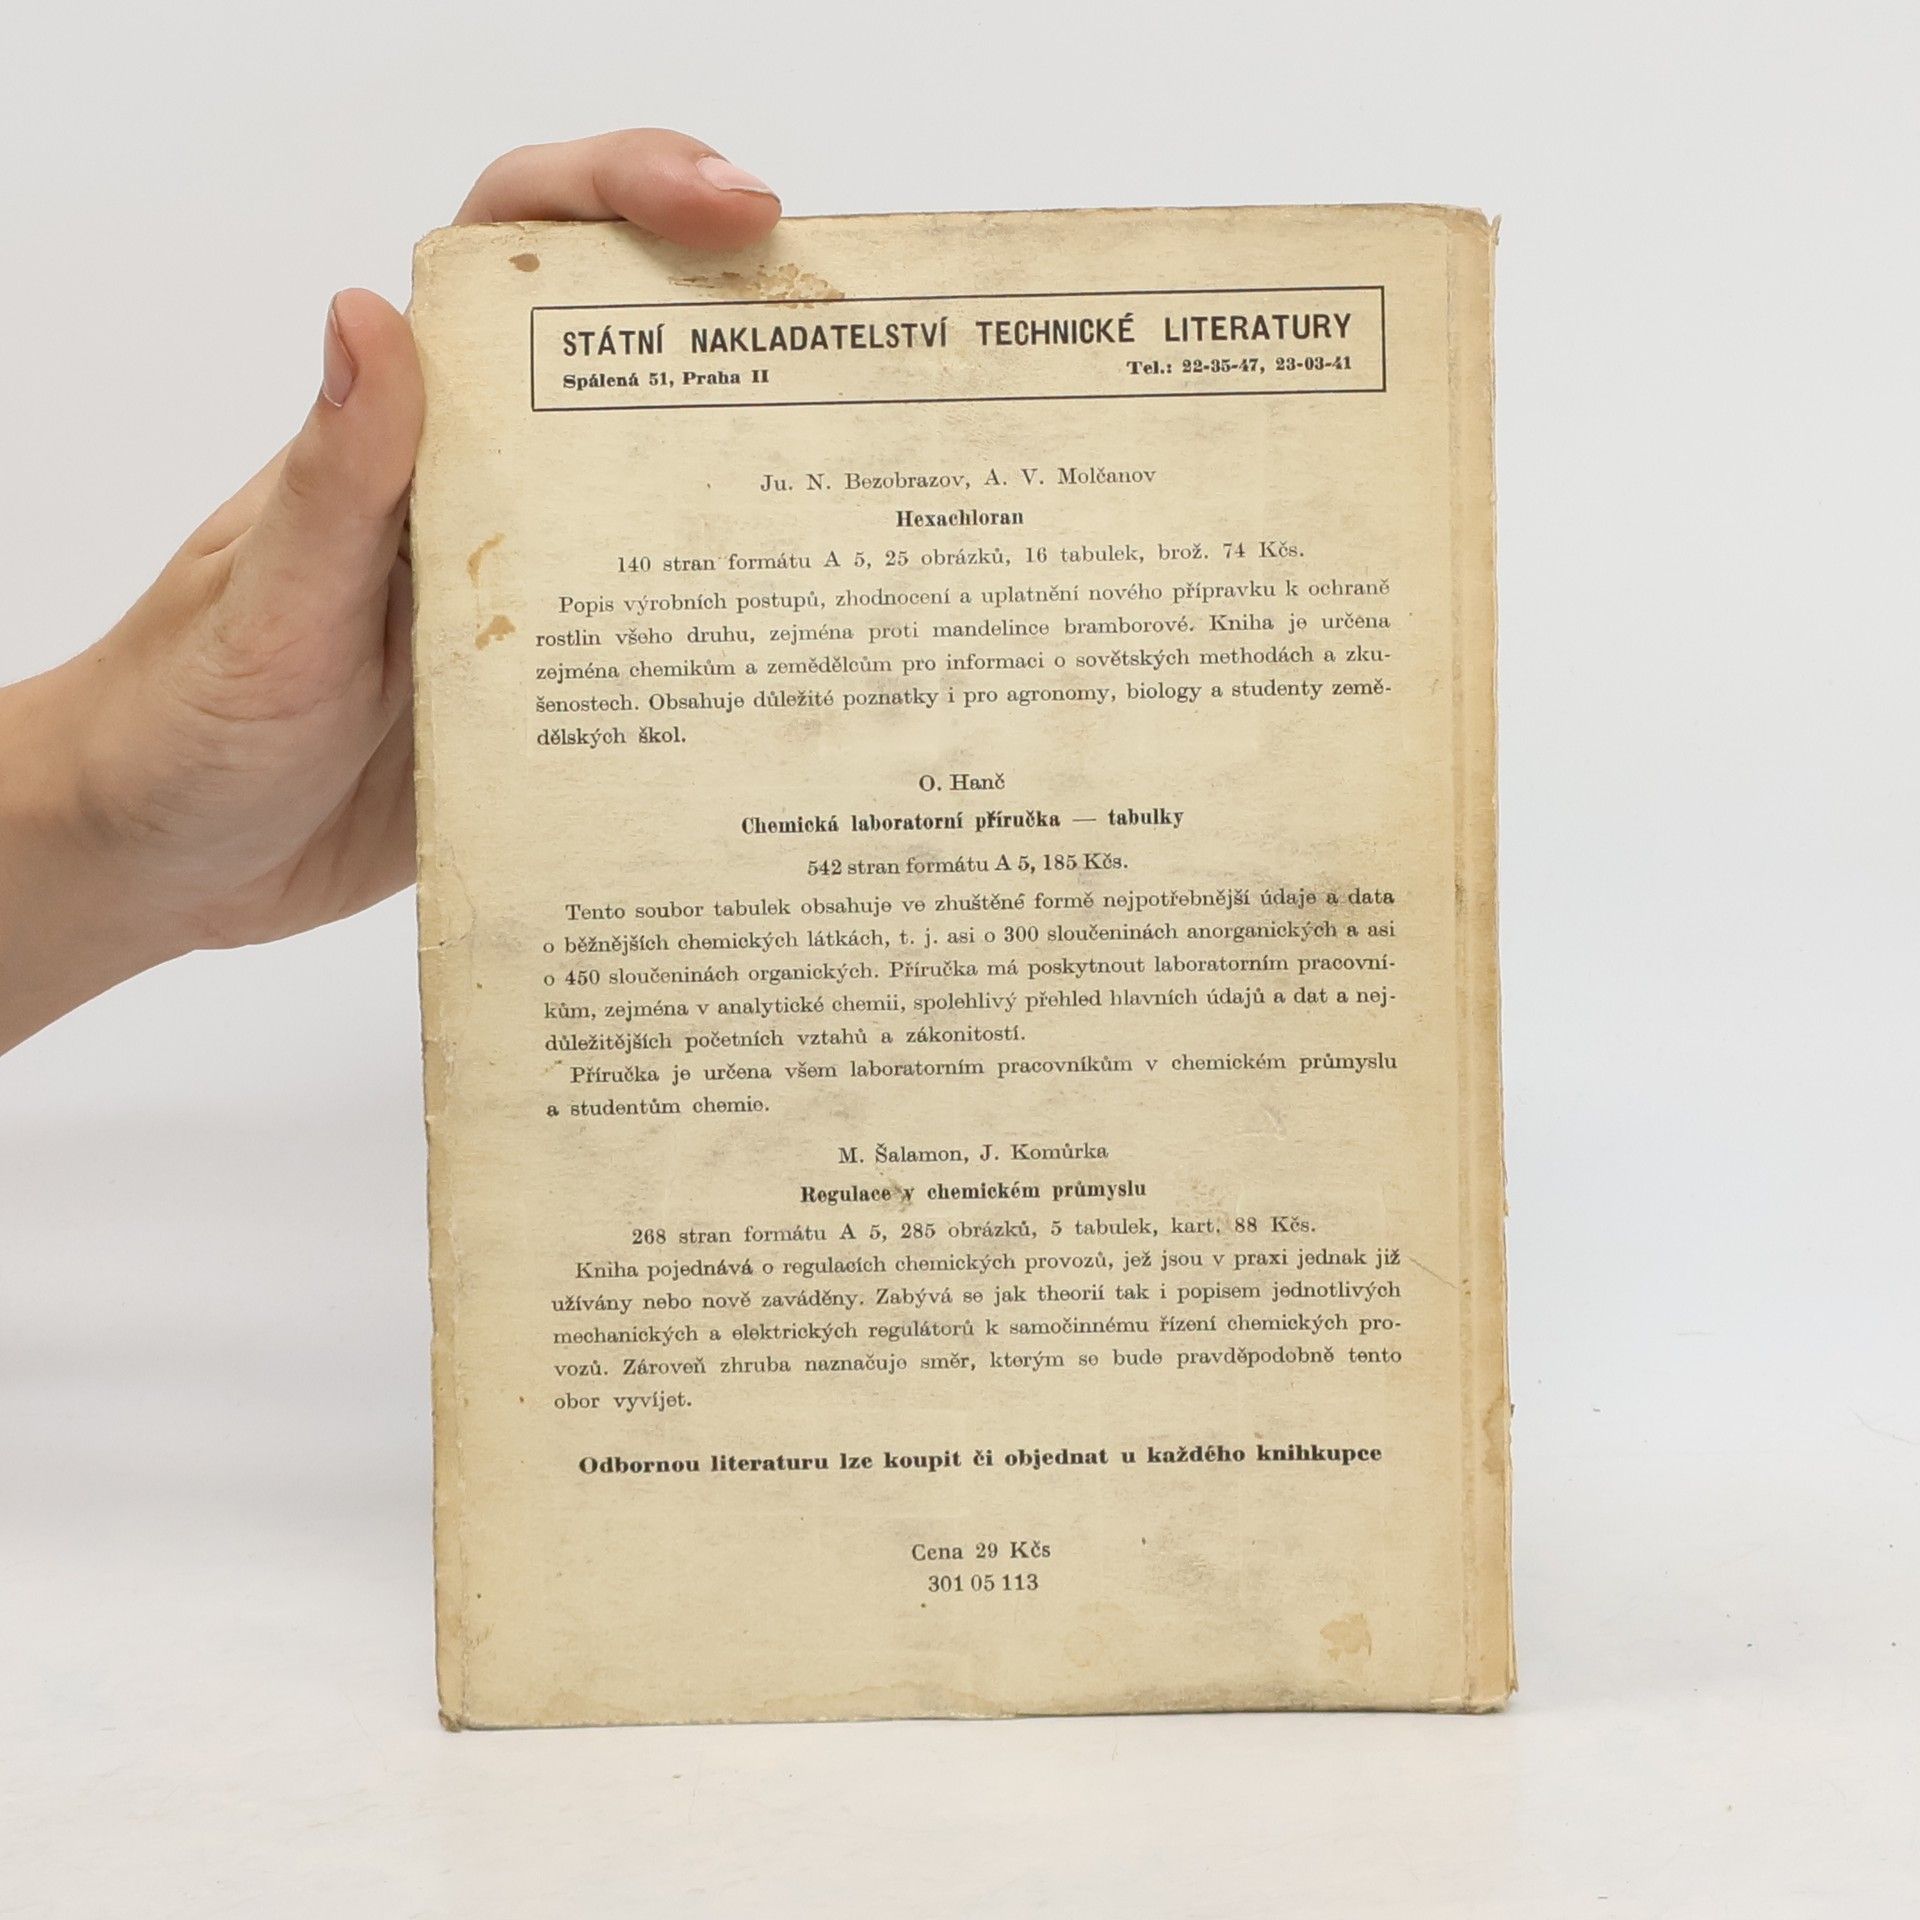 STÁTNÍ NAKLADATELSTVÍ TECHNICKÉ LITERATURY
Spálená 51, Praha II Tel.: 22-35-47, 23-03-41
Ju. N. Bezobrazov, A. V. Molčanov
Hexachloran
140 stran formátu A 5, 25 obrázků, 16 tabulek, brož. 74 Kčs.
Popis výrobních postupů, zhodnocení a uplatnění nového přípravku k ochraně
rostlin všeho druhu, zejména proti mandelince bramborové. Kniha je určena
zejména chemikům a zemědělcům pro informaci o sovětských methodách a zku-
šenostech. Obsahuje důležité poznatky i pro agronomy, biology a studenty země-
dělských škol.
O. Hanč
Chemická laboratorní příručka — tabulky
542 stran formátu A 5, 185 Kčs.
Tento soubor tabulek obsahuje ve zhuštěné formě nejpotřebnější údaje a data
o běžnějších chemických látkách, t. j. asi o 300 sloučeninách anorganických a asi
o 450 sloučeninách organických. Příručka má poskytnout laboratorním pracovní-
kům, zejména v analytické chemii, spolehlivý přehled hlavních údajů a dat a nej-
důležitějších početních vztahů a zákonitostí.
Příručka je určena všem laboratorním pracovníkům v chemickém průmyslu
a studentům chemie.
M. Šalamon, J. Komůrka
Regulace v chemickém průmyslu
268 stran formátu A 5, 285 obrázků, 5 tabulek, kart. 88 Kčs.
Kniha pojednává o regulacích chemických provozů, jež jsou v praxi jednak již
užívány nebo nově zaváděny. Zabývá se jak theorií tak i popisem jednotlivých
mechanických a elektrických regulátorů k samočinnému řízení chemických pro-
vozů. Zároveň zhruba naznačuje směr, kterým se bude pravděpodobně tento
obor vyvíjet.
Odbornou literaturu lze koupit či objednat u každého knihkupce
Cena 29 Kčs
301 05 113